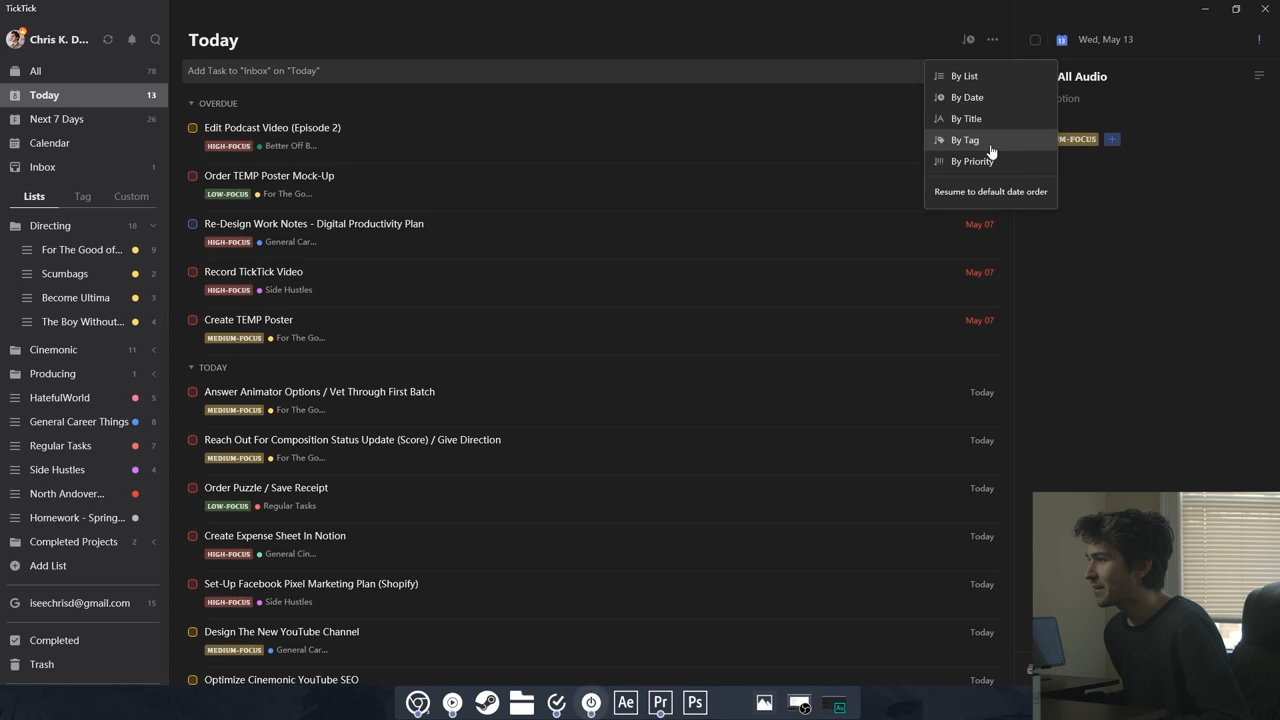 TickTick
Chris K. D...
All 78
Today 13
Next 7 Days 26
Calendar
Inbox 1
Lists Tag Custom
Directing 18
For The Good of... 9
Scumbags 2
Become Ultima 3
The Boy Without... 4
Cinemonic 11
Producing 1
HatefulWorld 5
General Career Things 8
Regular Tasks 7
Side Hustles 4
North Andover...
Homework - Spring...
Completed Projects 2
Add List
iseechrisd@gmail.com 15
Completed
Trash
Today
Add Task to "Inbox" on "Today"
OVERDUE
Edit Podcast Video (Episode 2)
HIGH-FOCUS Better Off B...
Order TEMP Poster Mock-Up
LOW-FOCUS For The Go...
Re-Design Work Notes - Digital Productivity Plan May 07
HIGH-FOCUS General Car...
Record TickTick Video May 07
HIGH-FOCUS Side Hustles
Create TEMP Poster May 07
MEDIUM-FOCUS For The Go...
TODAY
Answer Animator Options / Vet Through First Batch Today
MEDIUM-FOCUS For The Go...
Reach Out For Composition Status Update (Score) / Give Direction Today
MEDIUM-FOCUS For The Go...
Order Puzzle / Save Receipt Today
LOW-FOCUS Regular Tasks
Create Expense Sheet In Notion Today
HIGH-FOCUS General Cin...
Set-Up Facebook Pixel Marketing Plan (Shopify) Today
HIGH-FOCUS Side Hustles
Design The New YouTube Channel Today
MEDIUM-FOCUS General Car...
Optimize Cinemonic YouTube SEO Today
By List
By Date
By Title
By Tag
By Priority
Resume to default date order
Wed, May 13
All Audio
ption
M-FOCUS +
Ae Pr Ps